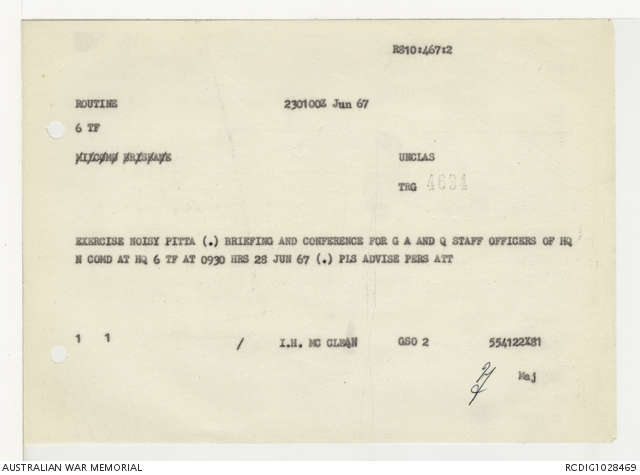 R810:467:2
ROUTINE 230100Z Jun 67
6 TF
N COMD BRISBANE UNCLAS
TRG 4634
EXERCISE NOISY PITTA (.) BRIEFING AND CONFERENCE FOR G A AND Q STAFF OFFICERS OF HQ
N COMD AT HQ 6 TF AT 0930 HRS 28 JUN 67 (.) PLS ADVISE PERS ATT
1 1 / I.H. MC CLEAN GSO 2 554122X81
Maj
AUSTRALIAN WAR MEMORIAL RCDIG1028469